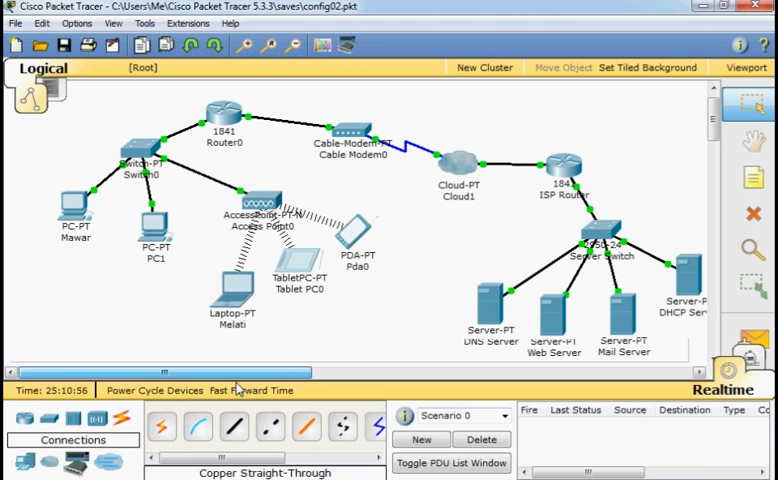 Cisco Packet Tracer - C:\Users\Me\Cisco Packet Tracer 5.3.3\saves\config02.pkt
File Edit Options View Tools Extensions Help
Logical [Root] New Cluster Move Object Set Tiled Background Viewport
1841
Router0
Cable-Modem-PT
Cable Modem0
Switch-PT
Switch0
Cloud-PT
Cloud1
1841
ISP Router
PC-PT
Mawar
PC-PT
PC1
AccessPoint-PT-N
Access Point0
PDA-PT
Pda0
TabletPC-PT
Tablet PC0
Laptop-PT
Melati
2950-24
Server Switch
Server-PT
DNS Server
Server-PT
Web Server
Server-PT
Mail Server
Server-P
DHCP Ser
Time: 25:10:56 Power Cycle Devices Fast Forward Time Realtime
Connections
Copper Straight-Through
Scenario 0
New Delete
Toggle PDU List Window
Fire Last Status Source Destination Type Co